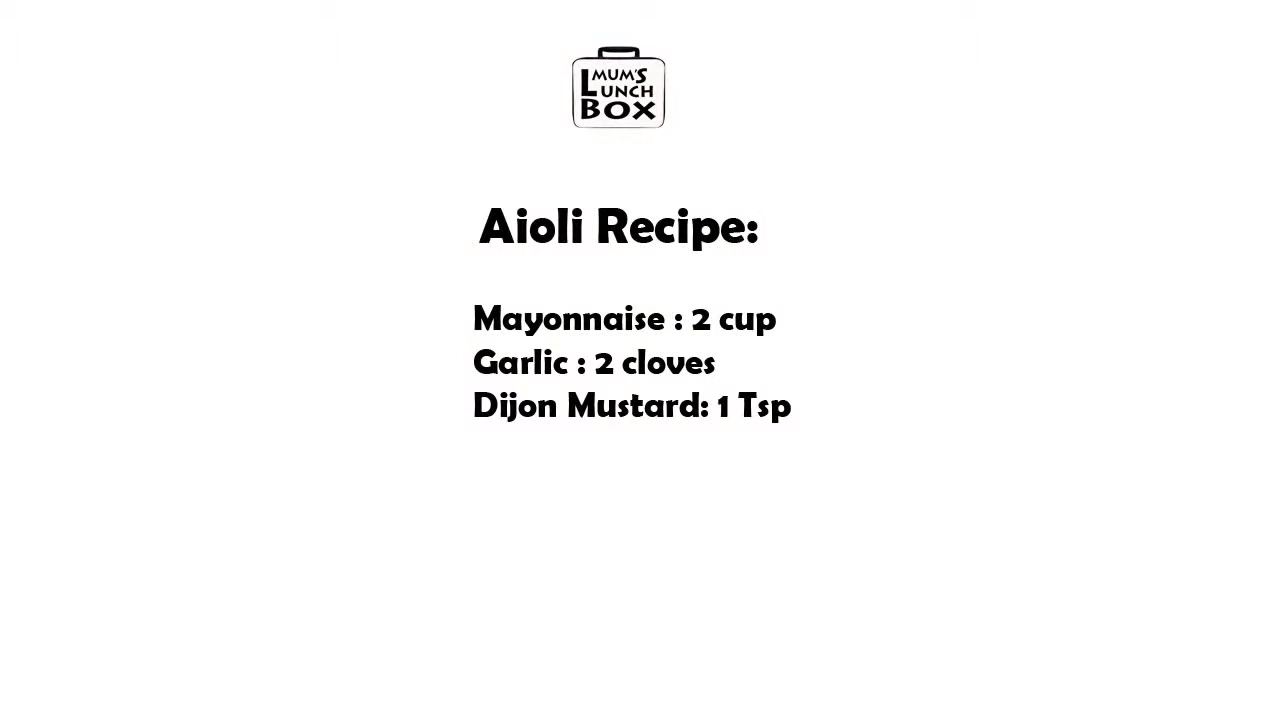 MUM'S
LUNCH
BOX
Aioli Recipe:
Mayonnaise : 2 cup
Garlic : 2 cloves
Dijon Mustard: 1 Tsp